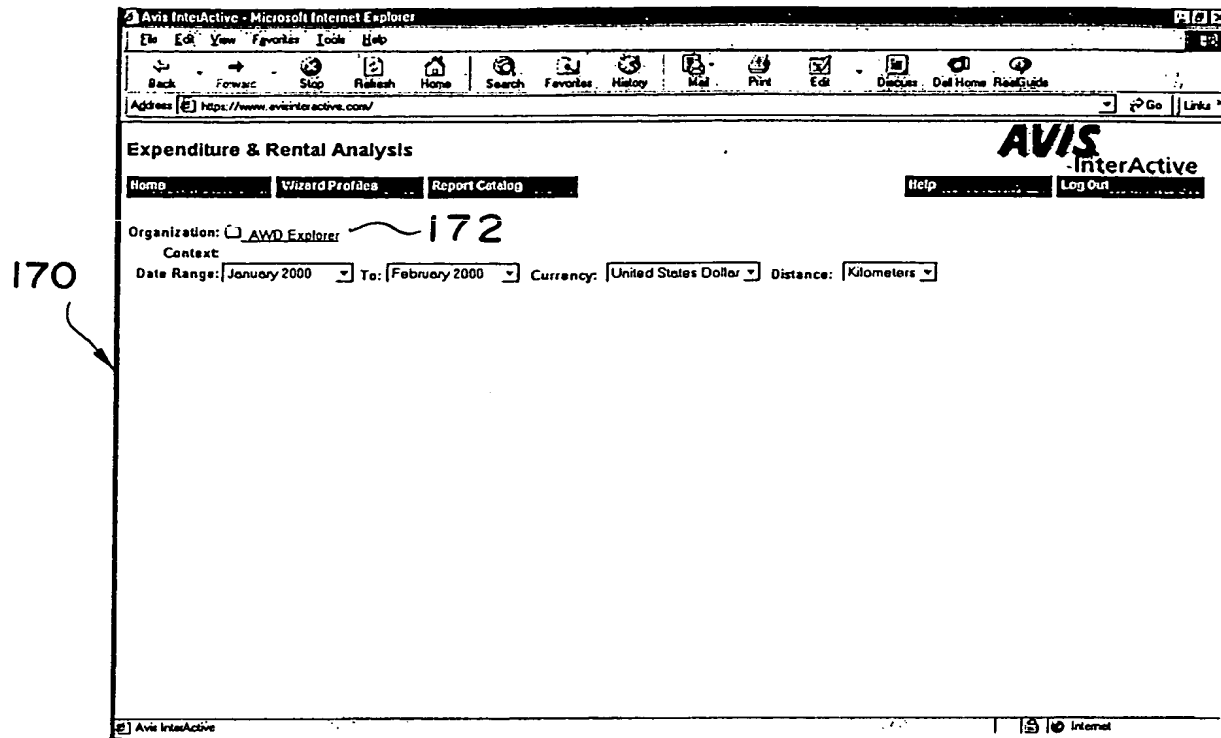 Avis InterActive - Microsoft Internet Explorer
File Edit View Favorites Tools Help
Back Forward Stop Refresh Home Search Favorites History Mail Print Edit Discuss Dell Home RealGuide
Address https://www.avisinteractive.com/ Go Links
Expenditure & Rental Analysis
AVIS
InterActive
Home Wizard Profiles Report Catalog Help Log Out
Organization: AWD Explorer 172
Context:
Date Range: January 2000 To: February 2000 Currency: United States Dollar Distance: Kilometers
170
Avis InterActive Internet